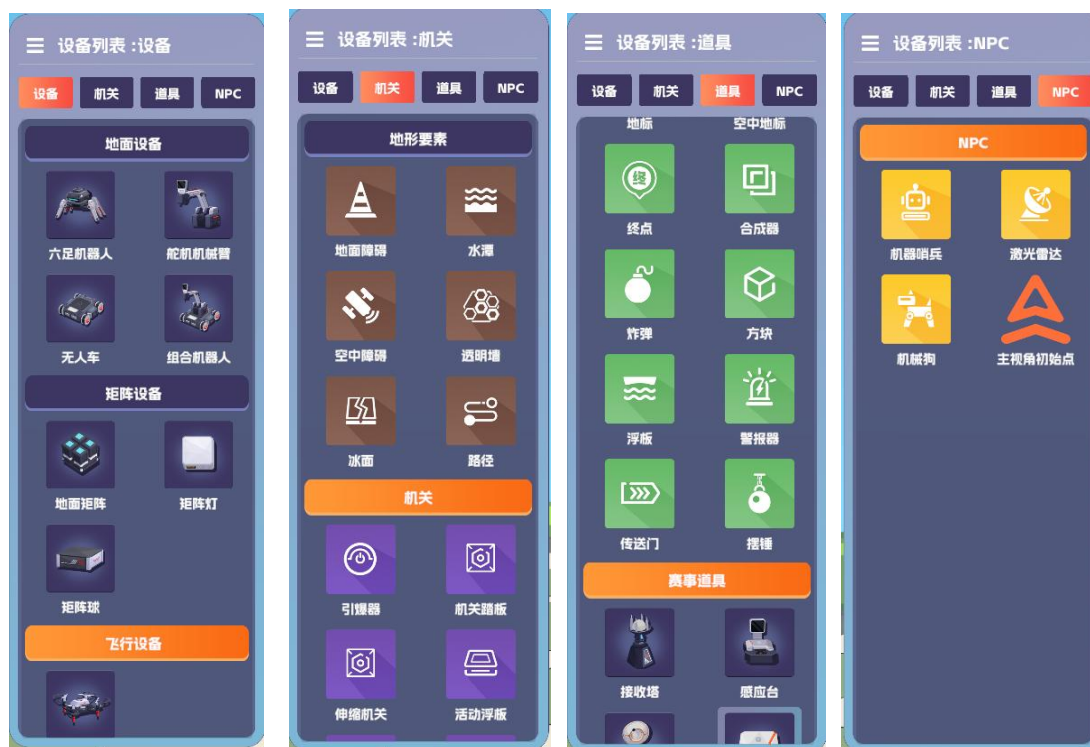 设备列表 :设备
设备 机关 道具 NPC
地面设备
六足机器人 舵机机械臂
无人车 组合机器人
矩阵设备
地面矩阵 矩阵灯
矩阵球
飞行设备
设备列表 :机关
设备 机关 道具 NPC
地形要素
地面障碍 水潭
空中障碍 透明墙
冰面 路径
机关
引爆器 机关踏板
伸缩机关 活动浮板
设备列表 :道具
设备 机关 道具 NPC
地标 空中地标
终
终点 合成器
炸弹 方块
浮板 警报器
传送门 摆锤
赛事道具
接收塔 感应台
设备列表 :NPC
设备 机关 道具 NPC
NPC
机器哨兵 激光雷达
机械狗 主视角初始点